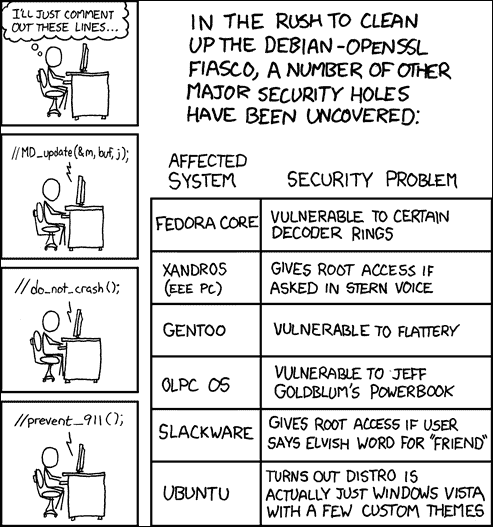 I'LL JUST COMMENT
OUT THESE LINES...
//MD_update(&m, buf, j);
//do_not_crash();
//prevent_911();
IN THE RUSH TO CLEAN
UP THE DEBIAN-OPENSSL
FIASCO, A NUMBER OF OTHER
MAJOR SECURITY HOLES
HAVE BEEN UNCOVERED:
AFFECTED
SYSTEM
SECURITY PROBLEM
FEDORA CORE
VULNERABLE TO CERTAIN
DECODER RINGS
XANDROS
(EEE PC)
GIVES ROOT ACCESS IF
ASKED IN STERN VOICE
GENTOO
VULNERABLE TO FLATTERY
OLPC OS
VULNERABLE TO JEFF
GOLDBLUM'S POWERBOOK
SLACKWARE
GIVES ROOT ACCESS IF USER
SAYS ELVISH WORD FOR "FRIEND"
UBUNTU
TURNS OUT DISTRO IS
ACTUALLY JUST WINDOWS VISTA
WITH A FEW CUSTOM THEMES